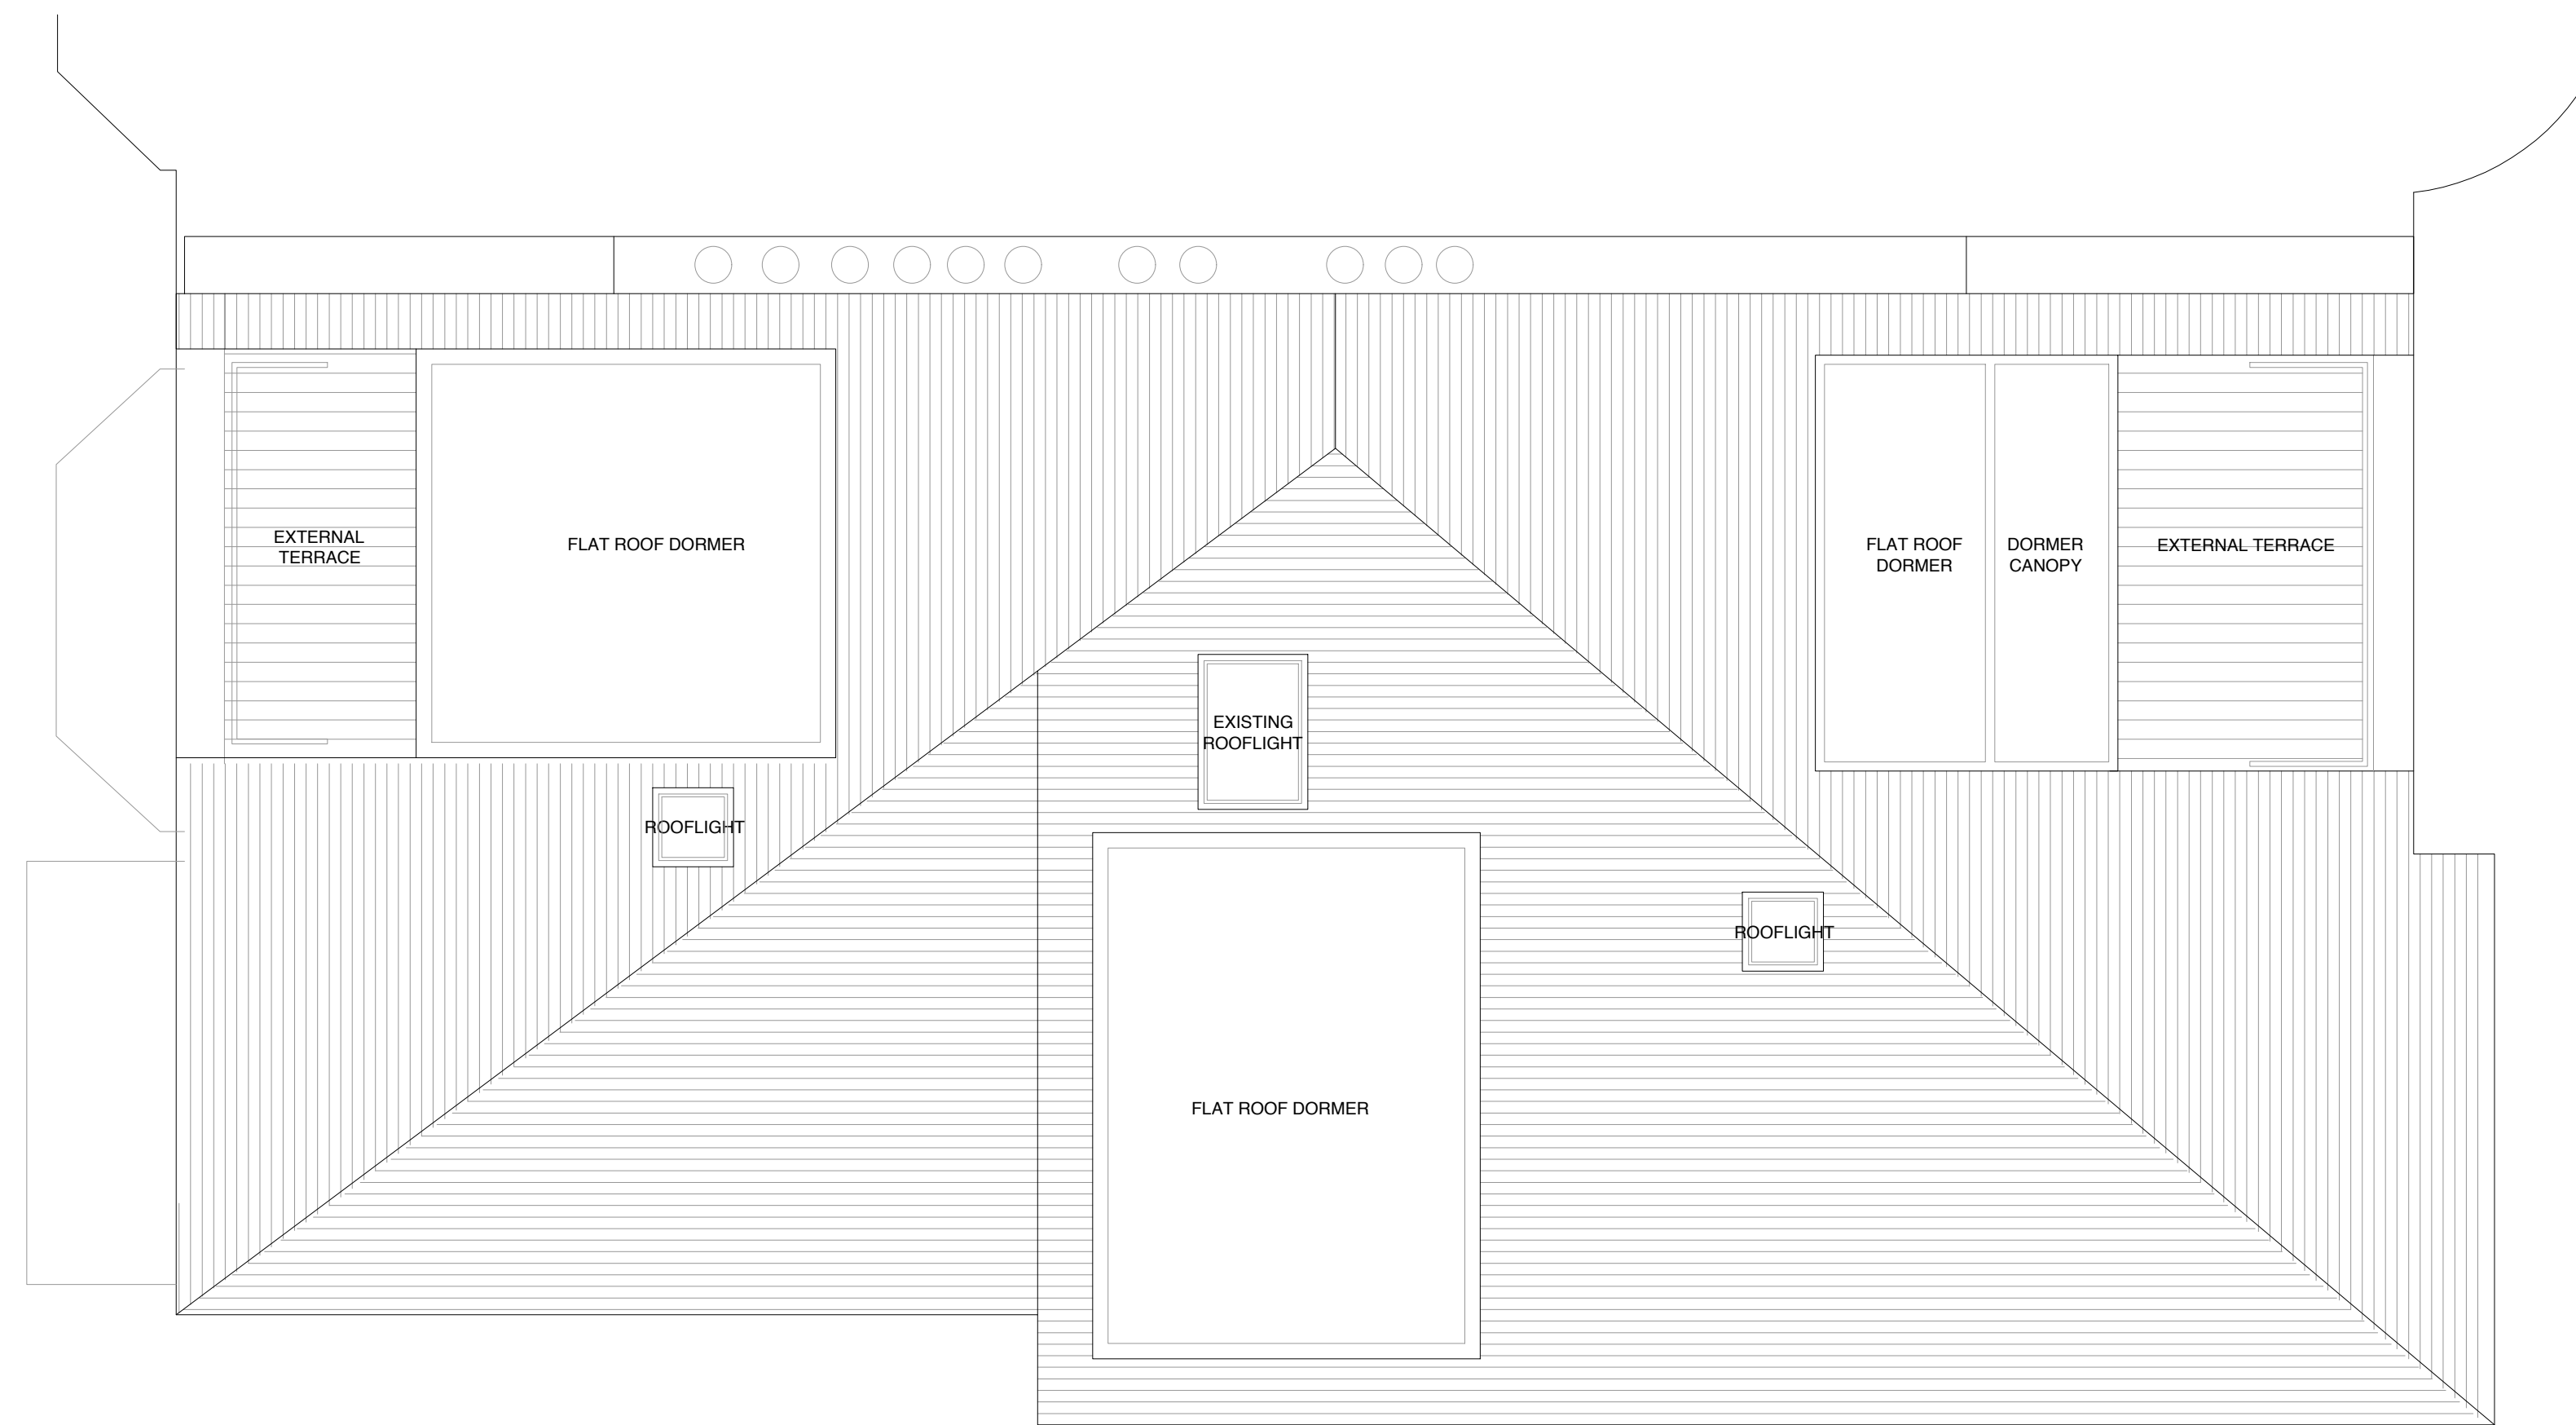 EXTERNAL
TERRACE
FLAT ROOF DORMER
FLAT ROOF
DORMER
DORMER
CANOPY
EXTERNAL TERRACE
EXISTING
ROOFLIGHT
ROOFLIGHT
ROOFLIGHT
FLAT ROOF DORMER